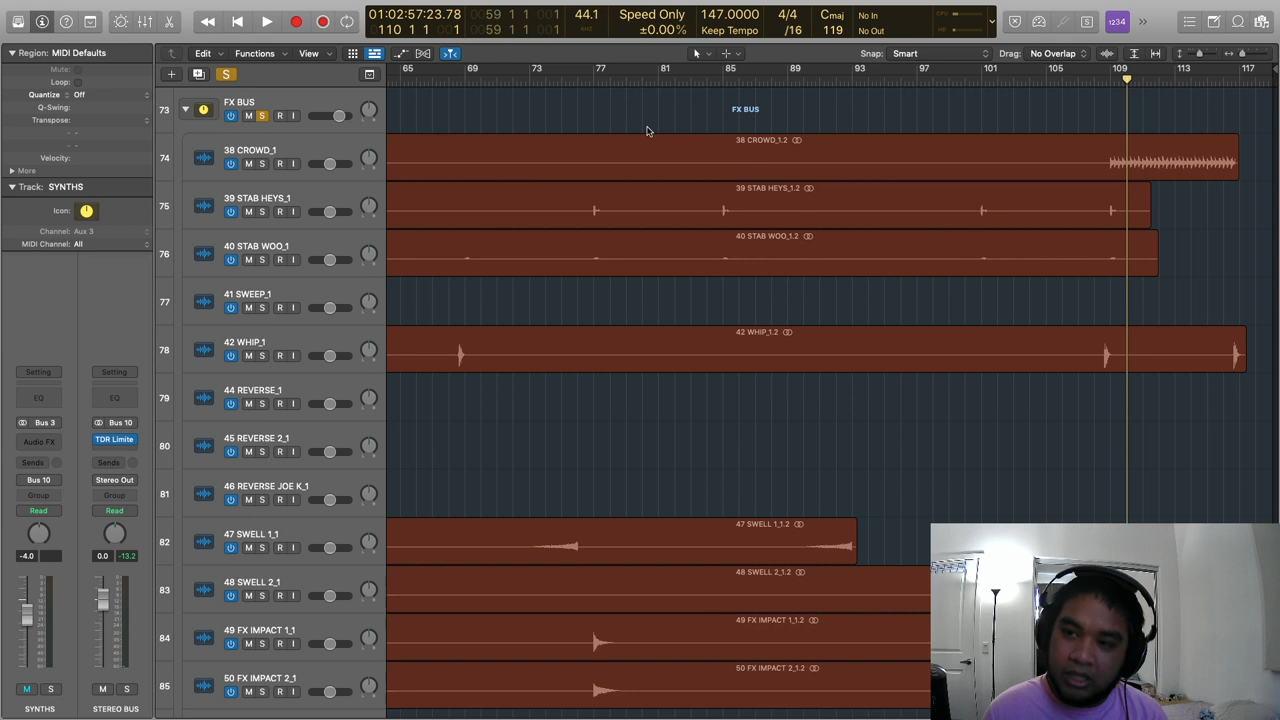 01:02:57:23.78
110 1 1 001
0059 1 1 001
44.1
KHZ
Speed Only
±0.00%
147.0000
Keep Tempo
4/4
/16
Cmaj
119
No In
No Out
CPU
1234
Region: MIDI Defaults
Mute:
Loop:
Quantize Off
Q-Swing:
Transpose:
Velocity:
More
Track: SYNTHS
Icon:
Channel: Aux 3
MIDI Channel: All
Edit Functions View
Snap: Smart
Drag: No Overlap
S
65 69 73 77 81 85 89 93 97 101 105 109 113 117
73 FX BUS
M S R I
FX BUS
74 38 CROWD_1
M S R I
38 CROWD_1.2
75 39 STAB HEYS_1
M S R I
39 STAB HEYS_1.2
76 40 STAB WOO_1
M S R I
40 STAB WOO_1.2
77 41 SWEEP_1
M S R I
78 42 WHIP_1
M S R I
42 WHIP_1.2
79 44 REVERSE_1
M S R I
80 45 REVERSE 2_1
M S R I
81 46 REVERSE JOE K_1
M S R I
82 47 SWELL 1_1
M S R I
47 SWELL 1_1.2
83 48 SWELL 2_1
M S R I
48 SWELL 2_1.2
84 49 FX IMPACT 1_1
M S R I
49 FX IMPACT 1_1.2
85 50 FX IMPACT 2_1
M S R I
50 FX IMPACT 2_1.2
Setting Setting
EQ EQ
Bus 3 Bus 10
Audio FX TDR Limite
Sends Sends
Bus 10 Stereo Out
Group Group
Read Read
-4.0 0.0 -13.2
M S M S
SYNTHS STEREO BUS